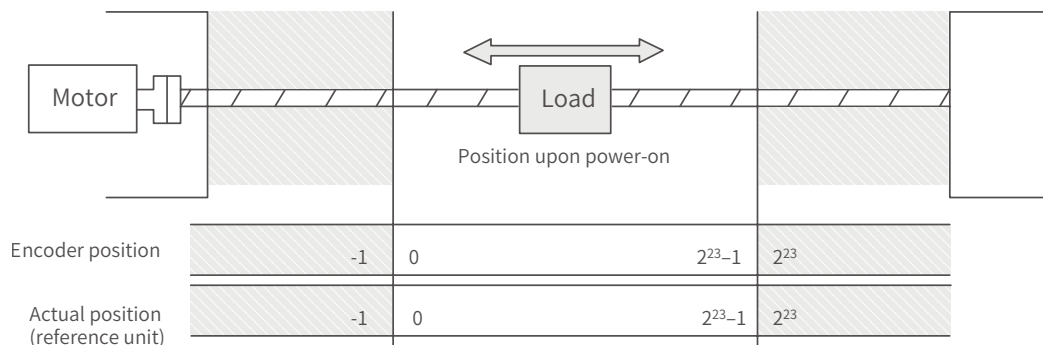 Motor
Load
Position upon power-on
Encoder position -1 0 2²³–1 2²³
Actual position
(reference unit) -1 0 2²³–1 2²³